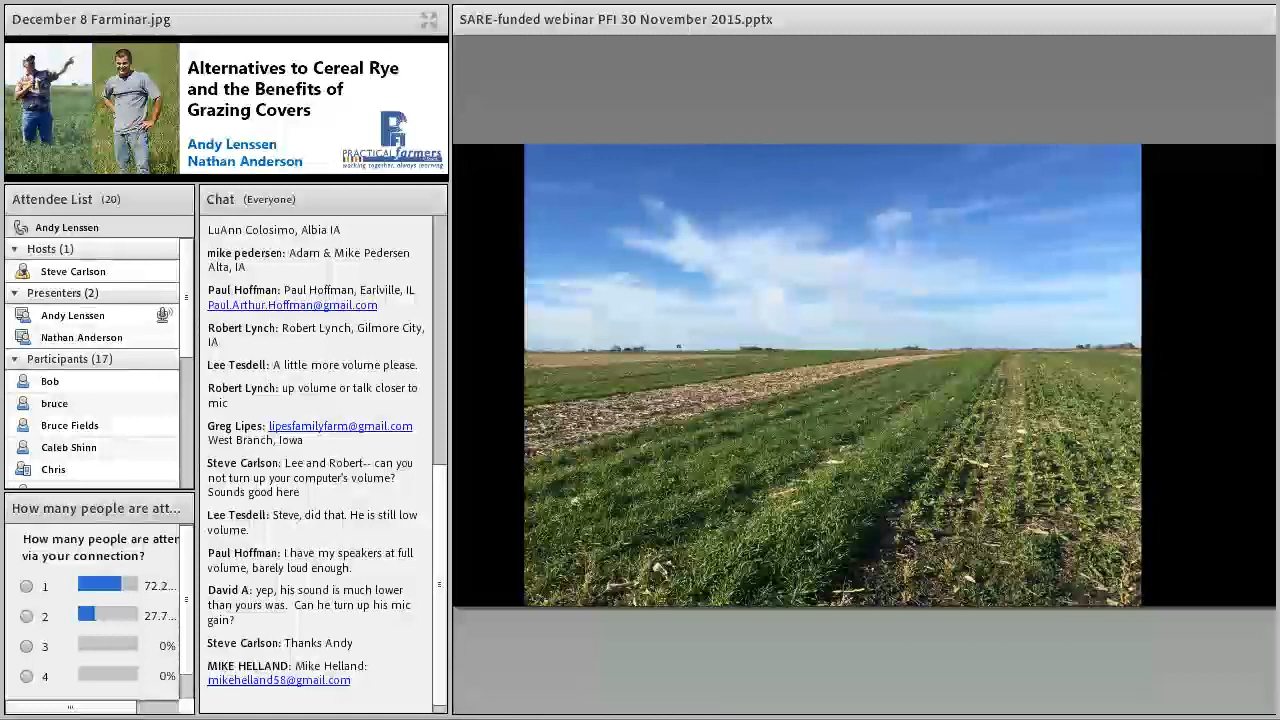 December 8 Farminar.jpg
Alternatives to Cereal Rye
and the Benefits of
Grazing Covers
Andy Lenssen
Nathan Anderson
PFI
PRACTICAL farmers
working together, always learning
Attendee List (20)
Andy Lenssen
Hosts (1)
Steve Carlson
Presenters (2)
Andy Lenssen
Nathan Anderson
Participants (17)
Bob
bruce
Bruce Fields
Caleb Shinn
Chris
How many people are att...
How many people are atten
via your connection?
1 72.2...
2 27.7...
3 0%
4 0%
Chat (Everyone)
LuAnn Colosimo, Albia IA
mike pedersen: Adam & Mike Pedersen
Alta, IA
Paul Hoffman: Paul Hoffman, Earlville, IL
Paul.Arthur.Hoffman@gmail.com
Robert Lynch: Robert Lynch, Gilmore City,
IA
Lee Tesdell: A little more volume please.
Robert Lynch: up volume or talk closer to
mic
Greg Lipes: lipesfamilyfarm@gmail.com
West Branch, Iowa
Steve Carlson: Lee and Robert-- can you
not turn up your computer's volume?
Sounds good here
Lee Tesdell: Steve, did that. He is still low
volume.
Paul Hoffman: I have my speakers at full
volume, barely loud enough.
David A: yep, his sound is much lower
than yours was. Can he turn up his mic
gain?
Steve Carlson: Thanks Andy
MIKE HELLAND: Mike Helland:
mikehelland58@gmail.com
SARE-funded webinar PFI 30 November 2015.pptx